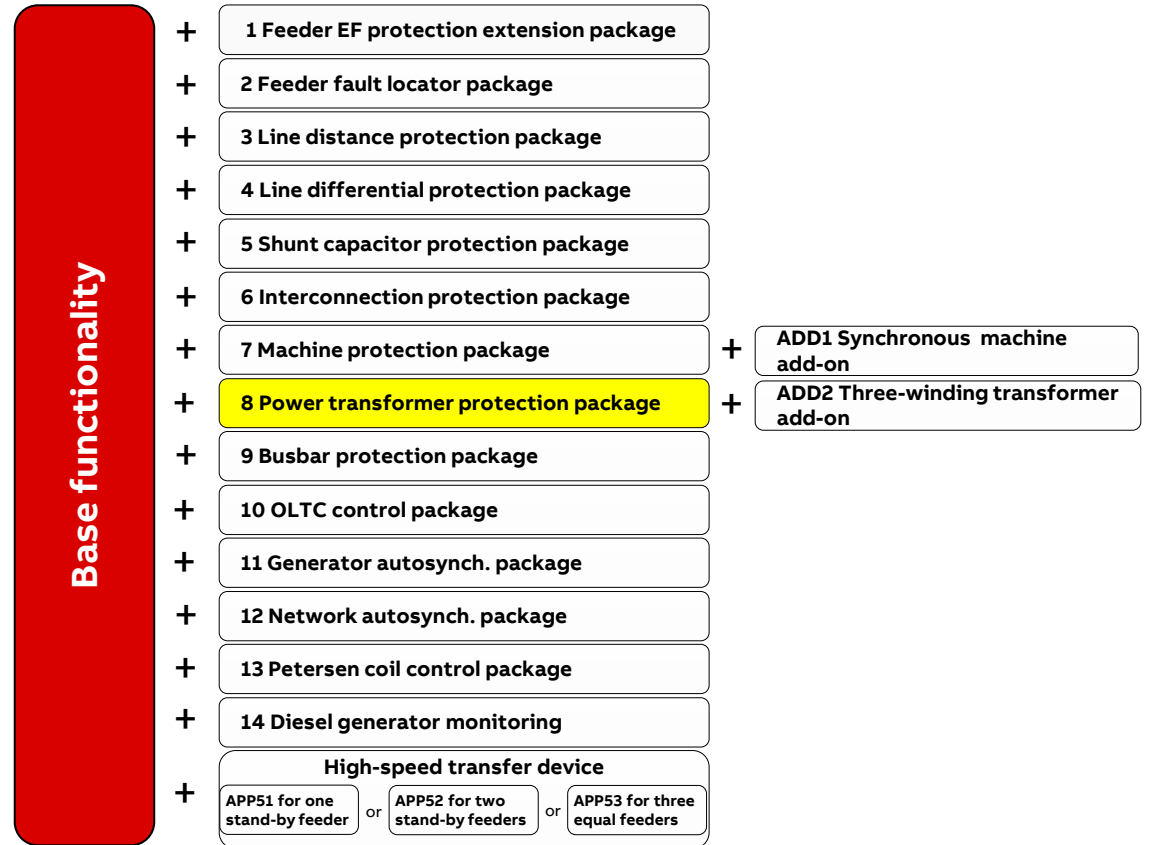 Base functionality
+ 1 Feeder EF protection extension package
+ 2 Feeder fault locator package
+ 3 Line distance protection package
+ 4 Line differential protection package
+ 5 Shunt capacitor protection package
+ 6 Interconnection protection package
+ 7 Machine protection package + ADD1 Synchronous machine
add-on
+ 8 Power transformer protection package + ADD2 Three-winding transformer
add-on
+ 9 Busbar protection package
+ 10 OLTC control package
+ 11 Generator autosynch. package
+ 12 Network autosynch. package
+ 13 Petersen coil control package
+ 14 Diesel generator monitoring
+ High-speed transfer device
APP51 for one
stand-by feeder
or
APP52 for two
stand-by feeders
or
APP53 for three
equal feeders